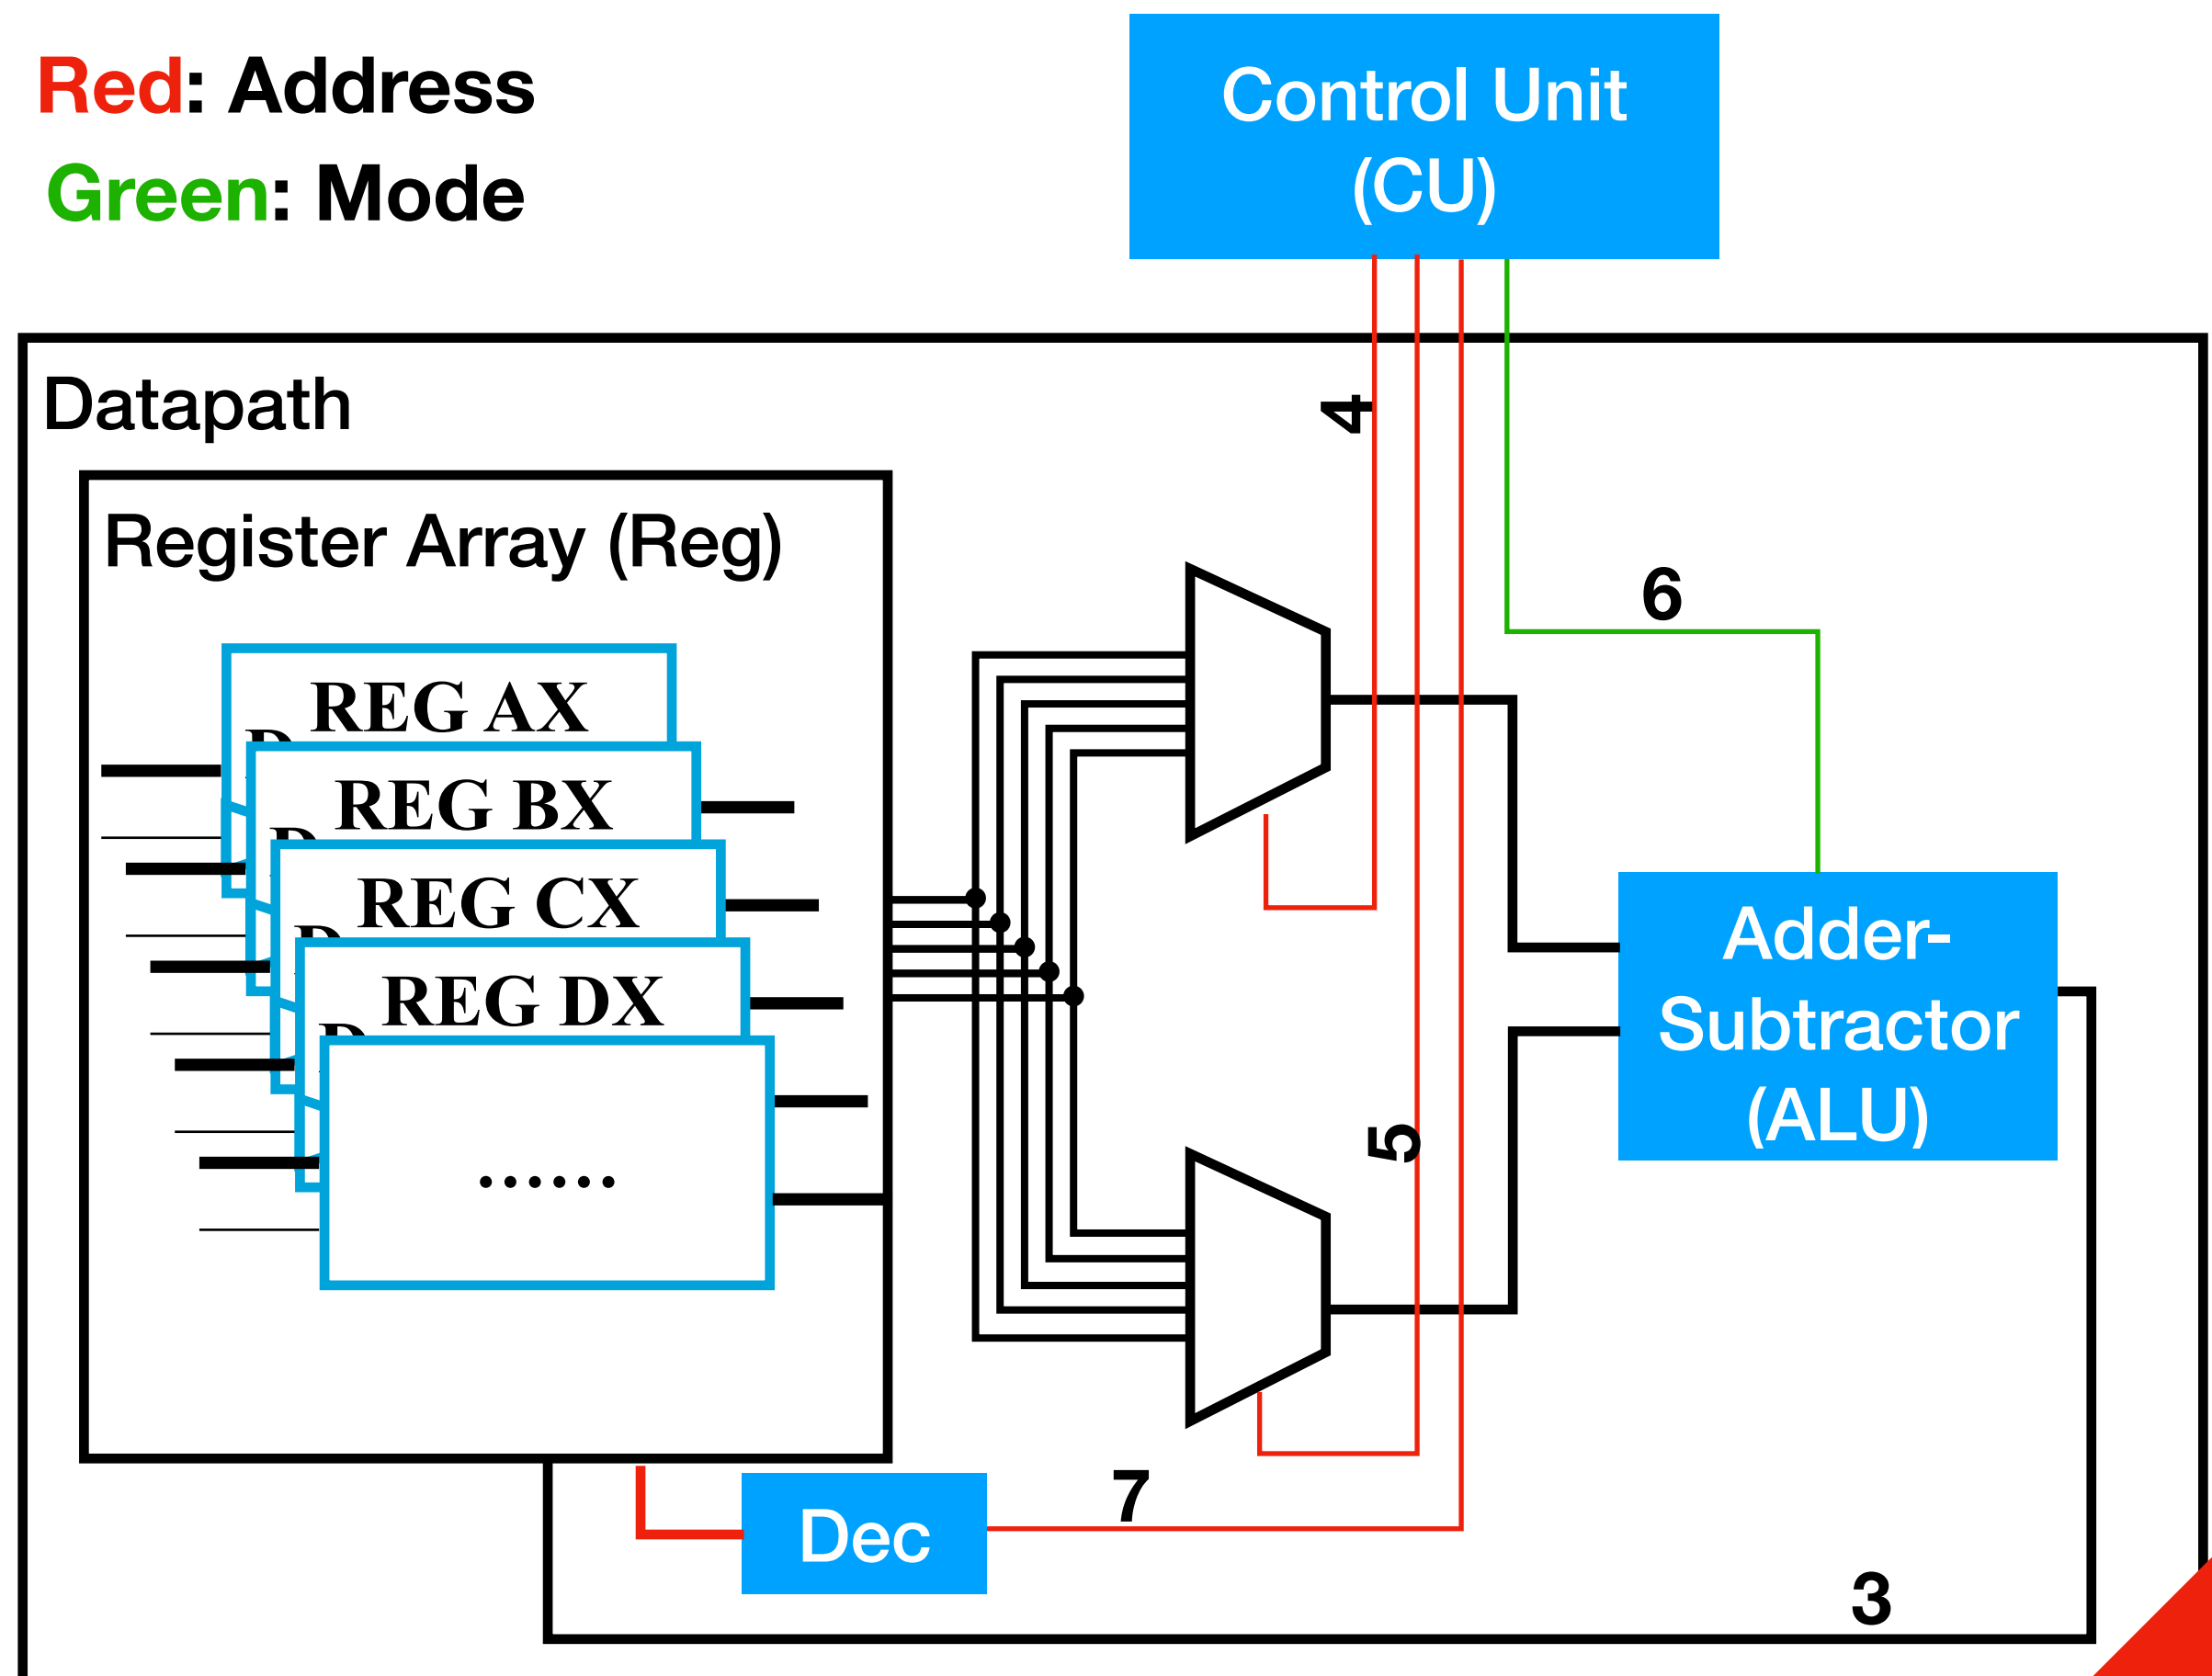 Red: Address
Green: Mode
Control Unit
(CU)
Datapath
4
Register Array (Reg)
6
REG AX
REG BX
REG CX
REG DX
......
Adder-
Subtractor
(ALU)
5
7
Dec
3